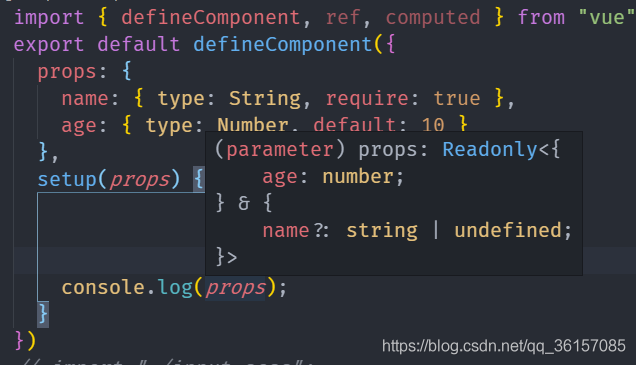 import { defineComponent, ref, computed } from "vue"
export default defineComponent({
props: {
name: { type: String, require: true },
age: { type: Number, default: 10 }
},
setup(props) {
(parameter) props: Readonly<{
age: number;
} & {
name?: string | undefined;
}>
console.log(props);
}
})
// import "./input.scss";
https://blog.csdn.net/qq_36157085